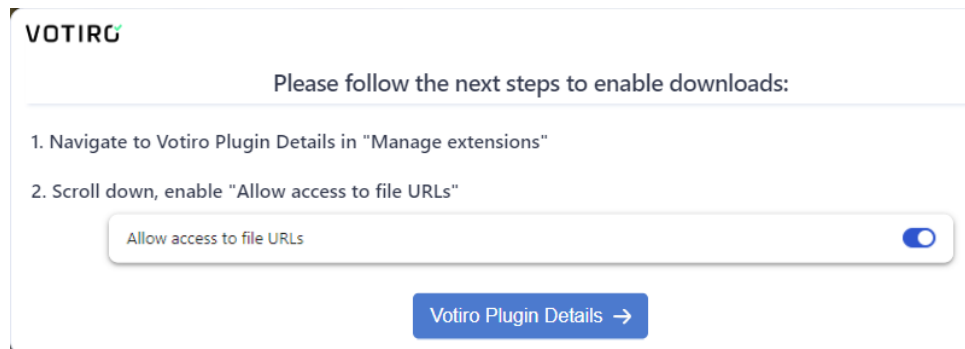 VOTIRO
Please follow the next steps to enable downloads:
1. Navigate to Votiro Plugin Details in "Manage extensions"
2. Scroll down, enable "Allow access to file URLs"
Allow access to file URLs
Votiro Plugin Details →